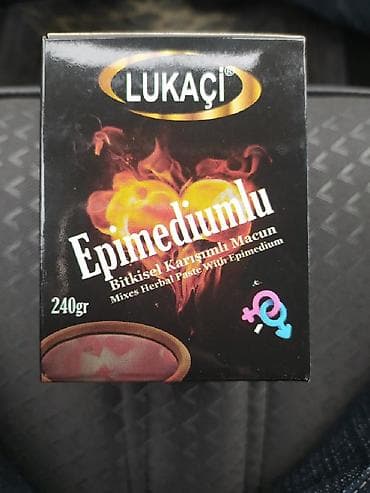 LUKAÇİ®
Epimediumlu
Bitkisel Karışımlı Macun
Mixes Herbal Paste With Epimedium
240gr